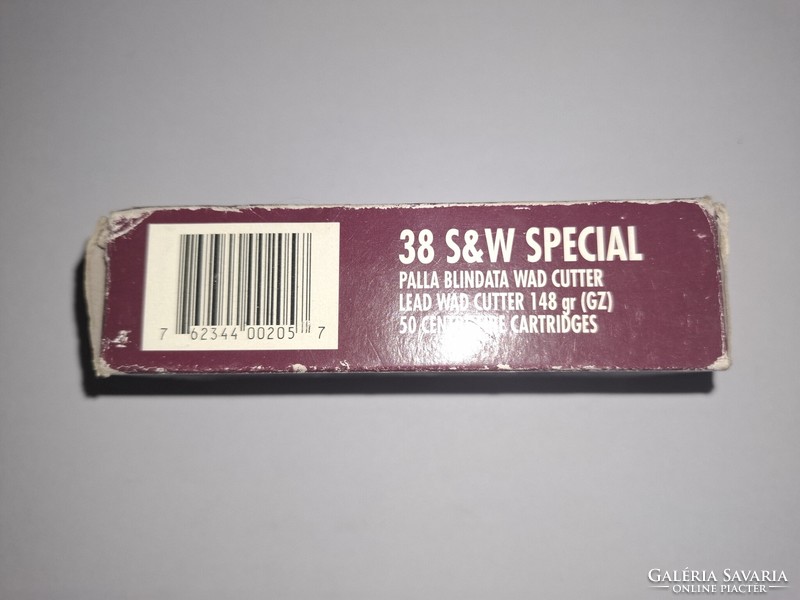 38 S&W SPECIAL
PALLA BLINDATA WAD CUTTER
LEAD WAD CUTTER 148 gr (GZ)
50 CENTERFIRE CARTRIDGES
7 62344 00205 7
GALÉRIA SAVARIA
ONLINE PIACTÉR